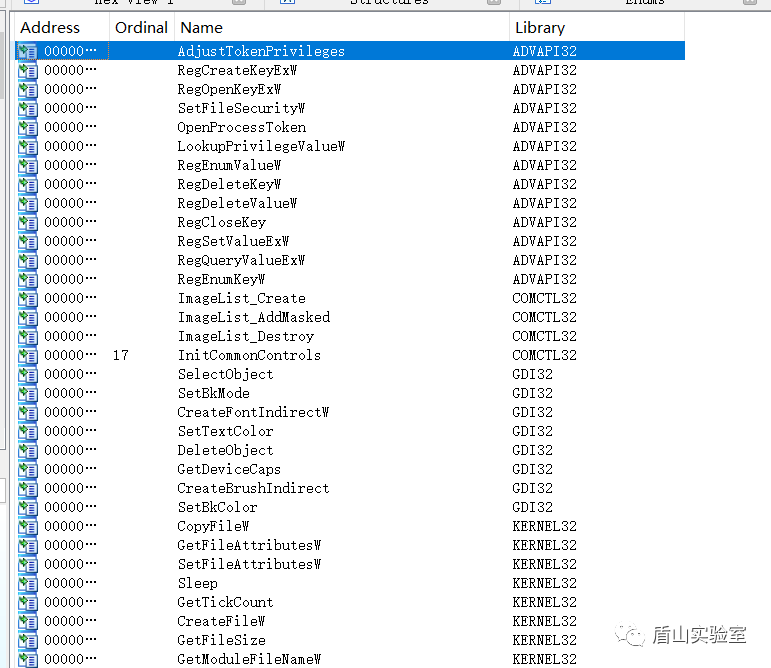 Hex View 1 Structures Enums
Address Ordinal Name Library
00000… AdjustTokenPrivileges ADVAPI32
00000… RegCreateKeyExW ADVAPI32
00000… RegOpenKeyExW ADVAPI32
00000… SetFileSecurityW ADVAPI32
00000… OpenProcessToken ADVAPI32
00000… LookupPrivilegeValueW ADVAPI32
00000… RegEnumValueW ADVAPI32
00000… RegDeleteKeyW ADVAPI32
00000… RegDeleteValueW ADVAPI32
00000… RegCloseKey ADVAPI32
00000… RegSetValueExW ADVAPI32
00000… RegQueryValueExW ADVAPI32
00000… RegEnumKeyW ADVAPI32
00000… ImageList_Create COMCTL32
00000… ImageList_AddMasked COMCTL32
00000… ImageList_Destroy COMCTL32
00000… 17 InitCommonControls COMCTL32
00000… SelectObject GDI32
00000… SetBkMode GDI32
00000… CreateFontIndirectW GDI32
00000… SetTextColor GDI32
00000… DeleteObject GDI32
00000… GetDeviceCaps GDI32
00000… CreateBrushIndirect GDI32
00000… SetBkColor GDI32
00000… CopyFileW KERNEL32
00000… GetFileAttributesW KERNEL32
00000… SetFileAttributesW KERNEL32
00000… Sleep KERNEL32
00000… GetTickCount KERNEL32
00000… CreateFileW KERNEL32
00000… GetFileSize KERNEL32
00000… GetModuleFileNameW KERNEL32
盾山实验室